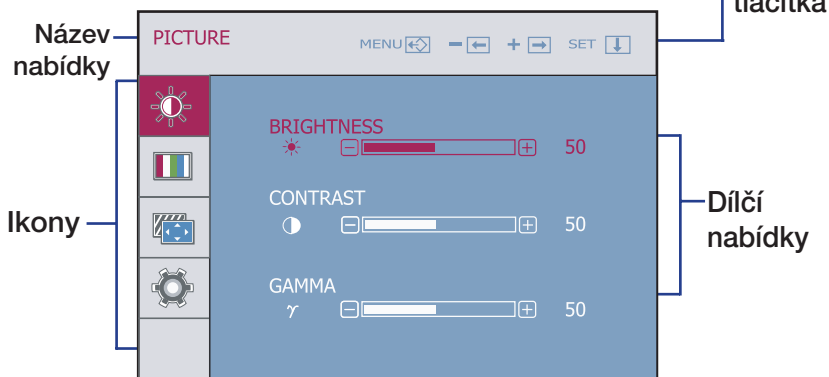 tlačítka
Název
nabídky
PICTURE MENU - + SET
BRIGHTNESS
50
CONTRAST
50
Ikony
Dílčí
nabídky
GAMMA
γ 50